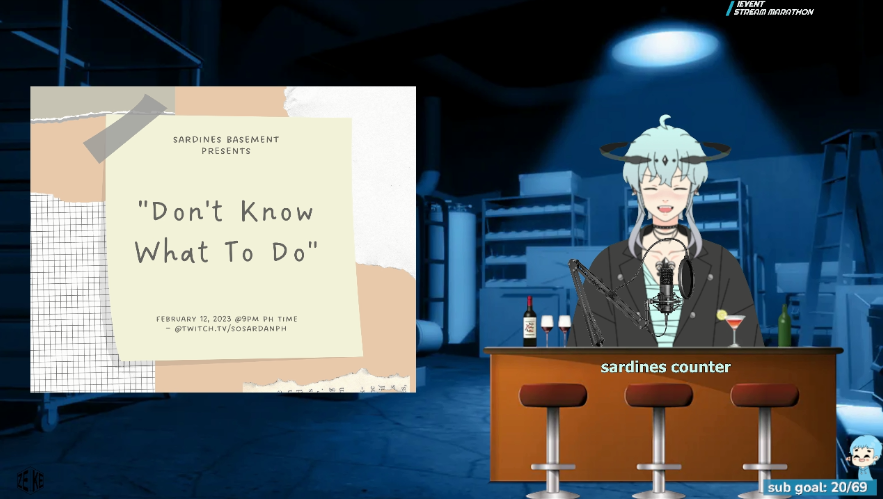 1EVENT
STREAM MARATHON
SARDINES BASEMENT
PRESENTS
"Don't Know
What To Do"
FEBRUARY 12, 2023 @9PM PH TIME
- @TWITCH.TV/SOSARDANPH
sardines counter
sub goal: 20/69